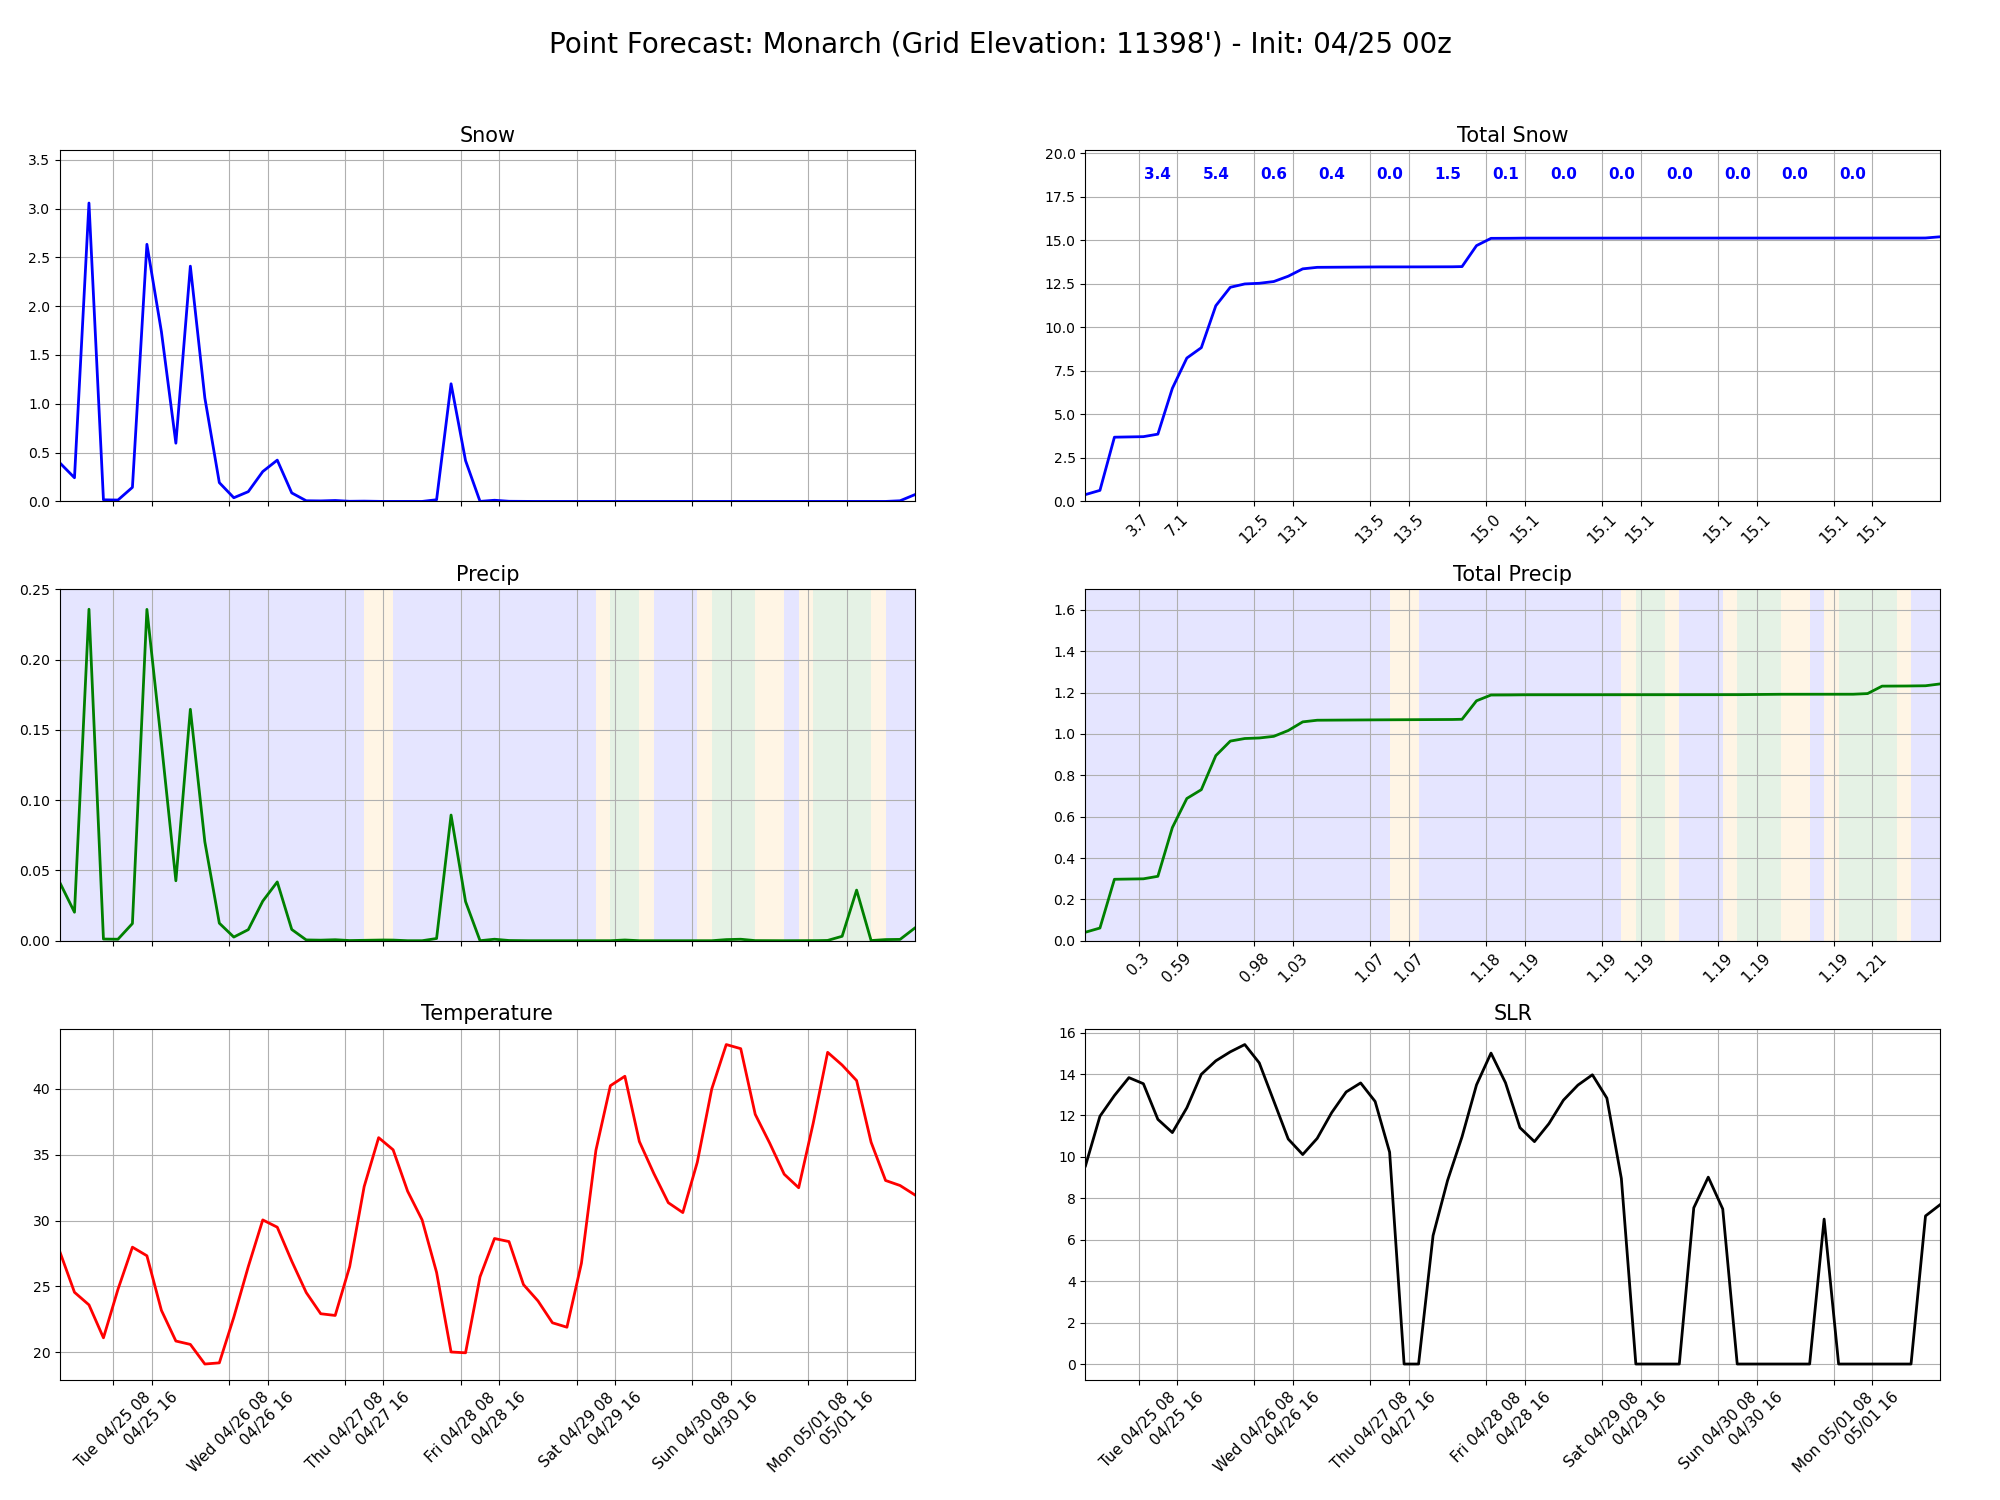 Point Forecast: Monarch (Grid Elevation: 11398') - Init: 04/25 00z
Snow
3.5
3.0
2.5
2.0
1.5
1.0
0.5
0.0
Total Snow
20.0
17.5
15.0
12.5
10.0
7.5
5.0
2.5
0.0
3.4 5.4 0.6 0.4 0.0 1.5 0.1 0.0 0.0 0.0 0.0 0.0 0.0
3.7 7.1 12.5 13.1 13.5 13.5 15.0 15.1 15.1 15.1 15.1 15.1 15.1 15.1
Precip
0.25
0.20
0.15
0.10
0.05
0.00
Total Precip
1.6
1.4
1.2
1.0
0.8
0.6
0.4
0.2
0.0
0.3 0.59 0.98 1.03 1.07 1.07 1.18 1.19 1.19 1.19 1.19 1.19 1.19 1.21
Temperature
40
35
30
25
20
Tue 04/25 08
04/25 16
Wed 04/26 08
04/26 16
Thu 04/27 08
04/27 16
Fri 04/28 08
04/28 16
Sat 04/29 08
04/29 16
Sun 04/30 08
04/30 16
Mon 05/01 08
05/01 16
SLR
16
14
12
10
8
6
4
2
0
Tue 04/25 08
04/25 16
Wed 04/26 08
04/26 16
Thu 04/27 08
04/27 16
Fri 04/28 08
04/28 16
Sat 04/29 08
04/29 16
Sun 04/30 08
04/30 16
Mon 05/01 08
05/01 16